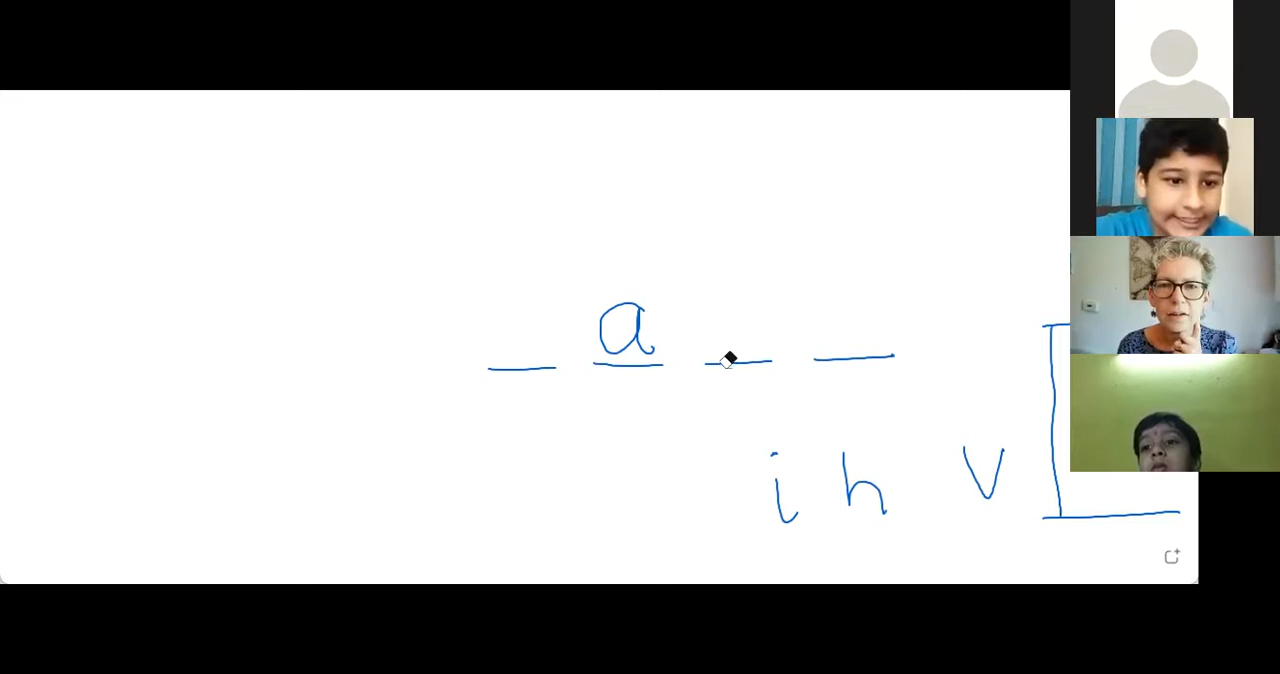 _ a _ _
i h v